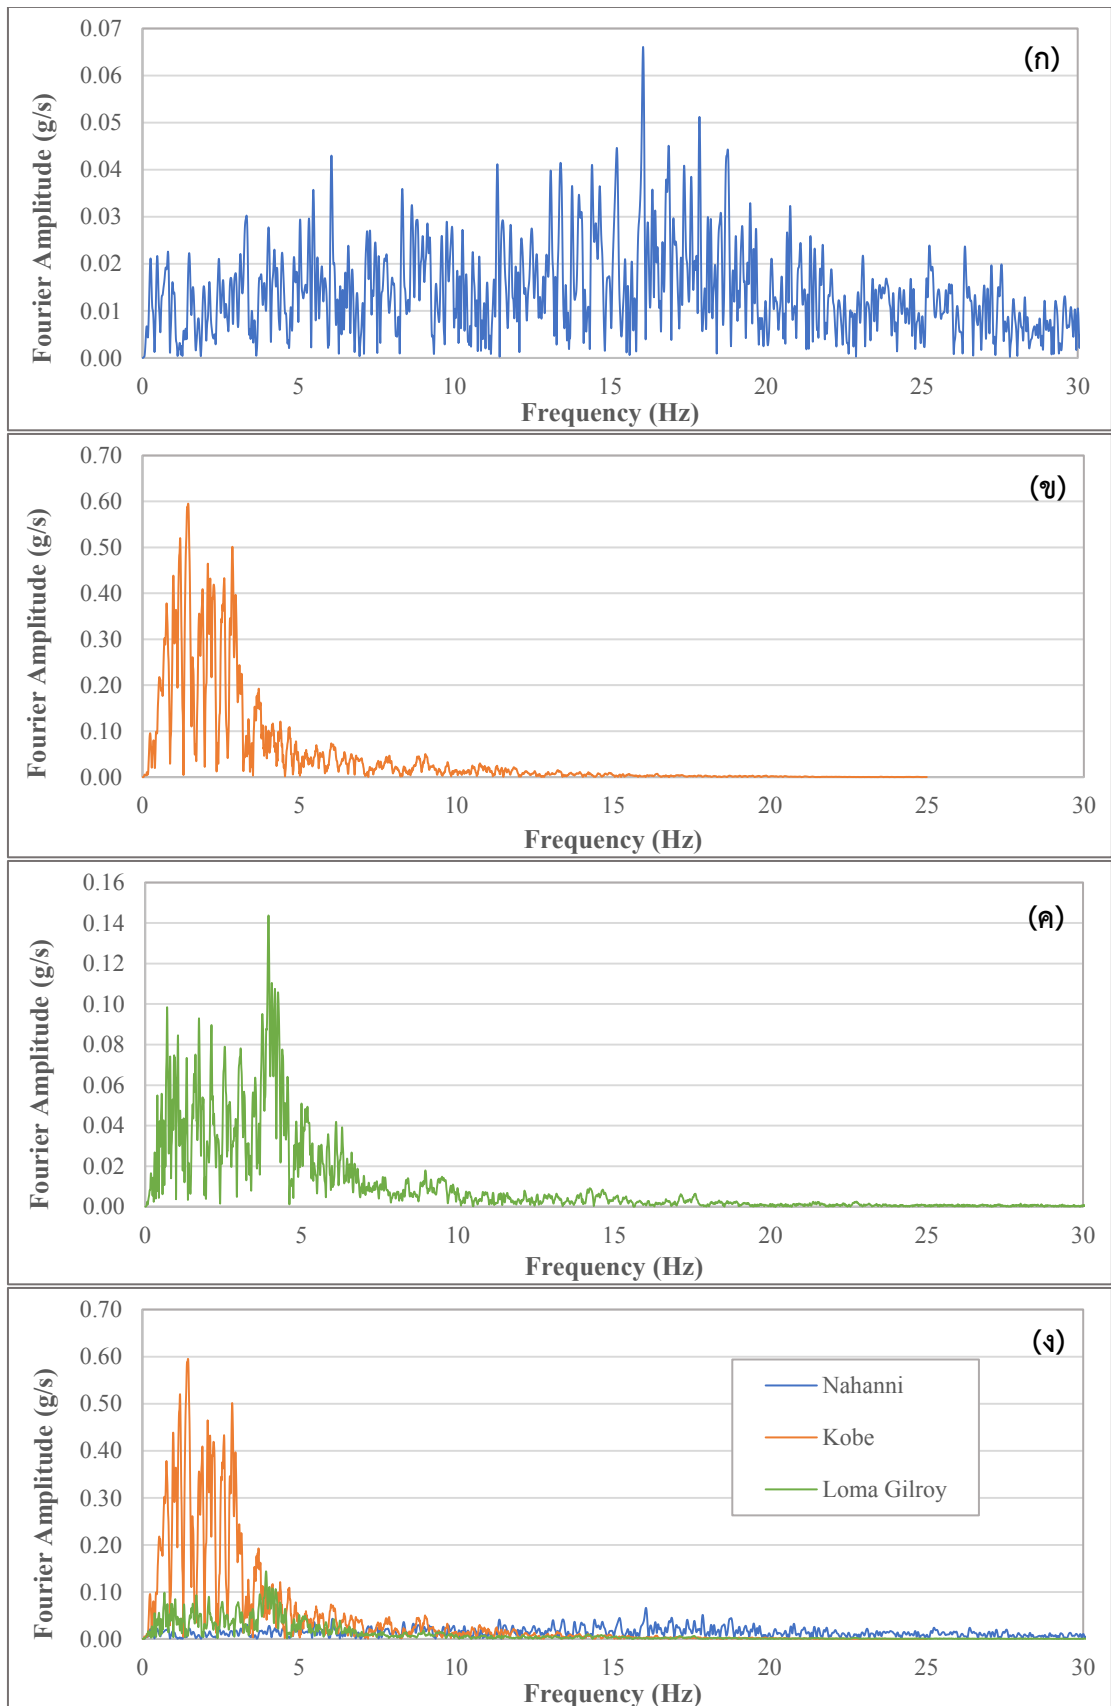 (ก)
Fourier Amplitude (g/s)
0.07
0.06
0.05
0.04
0.03
0.02
0.01
0.00
0 5 10 15 20 25 30
Frequency (Hz)
(ข)
Fourier Amplitude (g/s)
0.70
0.60
0.50
0.40
0.30
0.20
0.10
0.00
0 5 10 15 20 25 30
Frequency (Hz)
(ค)
Fourier Amplitude (g/s)
0.16
0.14
0.12
0.10
0.08
0.06
0.04
0.02
0.00
0 5 10 15 20 25 30
Frequency (Hz)
(ง)
Fourier Amplitude (g/s)
0.70
0.60
0.50
0.40
0.30
0.20
0.10
0.00
Nahanni
Kobe
Loma Gilroy
0 5 10 15 20 25 30
Frequency (Hz)